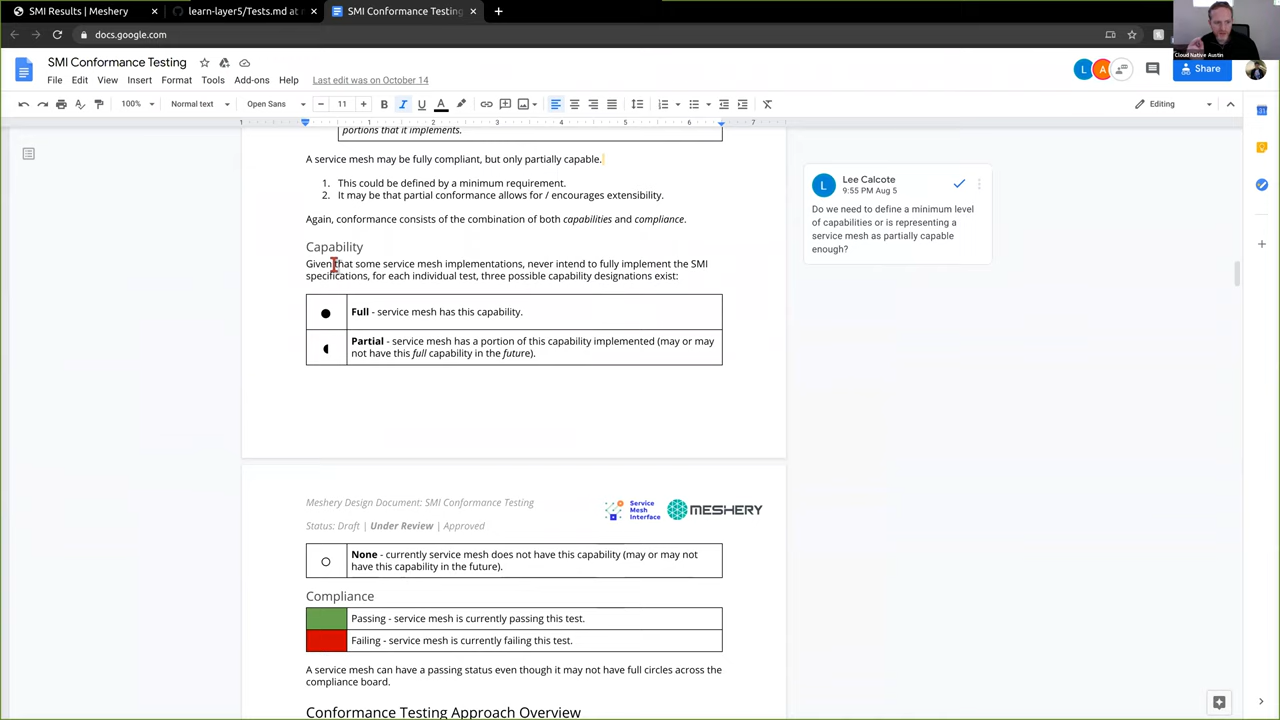 SMI Results | Meshery
learn-layer5/Tests.md at m
SMI Conformance Testing
docs.google.com
Cloud Native Austin
SMI Conformance Testing
File Edit View Insert Format Tools Add-ons Help Last edit was on October 14
L A Share
100% Normal text Open Sans 11 B I U A Editing
1 1 2 3 4 5 6 7
portions that it implements.
A service mesh may be fully compliant, but only partially capable.
1. This could be defined by a minimum requirement.
2. It may be that partial conformance allows for / encourages extensibility.
Again, conformance consists of the combination of both capabilities and compliance.
Capability
Given that some service mesh implementations, never intend to fully implement the SMI
specifications, for each individual test, three possible capability designations exist:
Full - service mesh has this capability.
Partial - service mesh has a portion of this capability implemented (may or may
not have this full capability in the future).
L
Lee Calcote
9:55 PM Aug 5
Do we need to define a minimum level
of capabilities or is representing a
service mesh as partially capable
enough?
Meshery Design Document: SMI Conformance Testing
Status: Draft | Under Review | Approved
Service
Mesh
Interface
MESHERY
None - currently service mesh does not have this capability (may or may not
have this capability in the future).
Compliance
Passing - service mesh is currently passing this test.
Failing - service mesh is currently failing this test.
A service mesh can have a passing status even though it may not have full circles across the
compliance board.
Conformance Testing Approach Overview